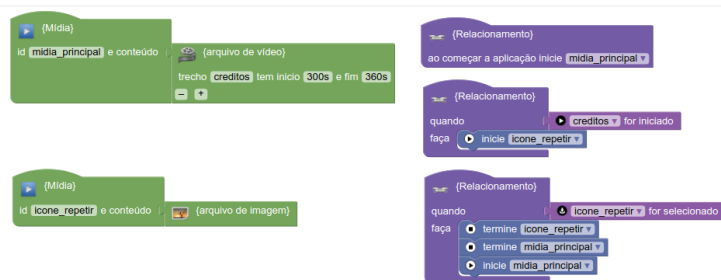 {Mídia}
id midia_principal e conteúdo {arquivo de vídeo}
trecho creditos tem início 300s e fim 360s
– +
{Mídia}
id icone_repetir e conteúdo {arquivo de imagem}
{Relacionamento}
ao começar a aplicação inicie midia_principal
{Relacionamento}
quando creditos for iniciado
faça inicie icone_repetir
{Relacionamento}
quando icone_repetir for selecionado
faça termine icone_repetir
termine midia_principal
inicie midia_principal